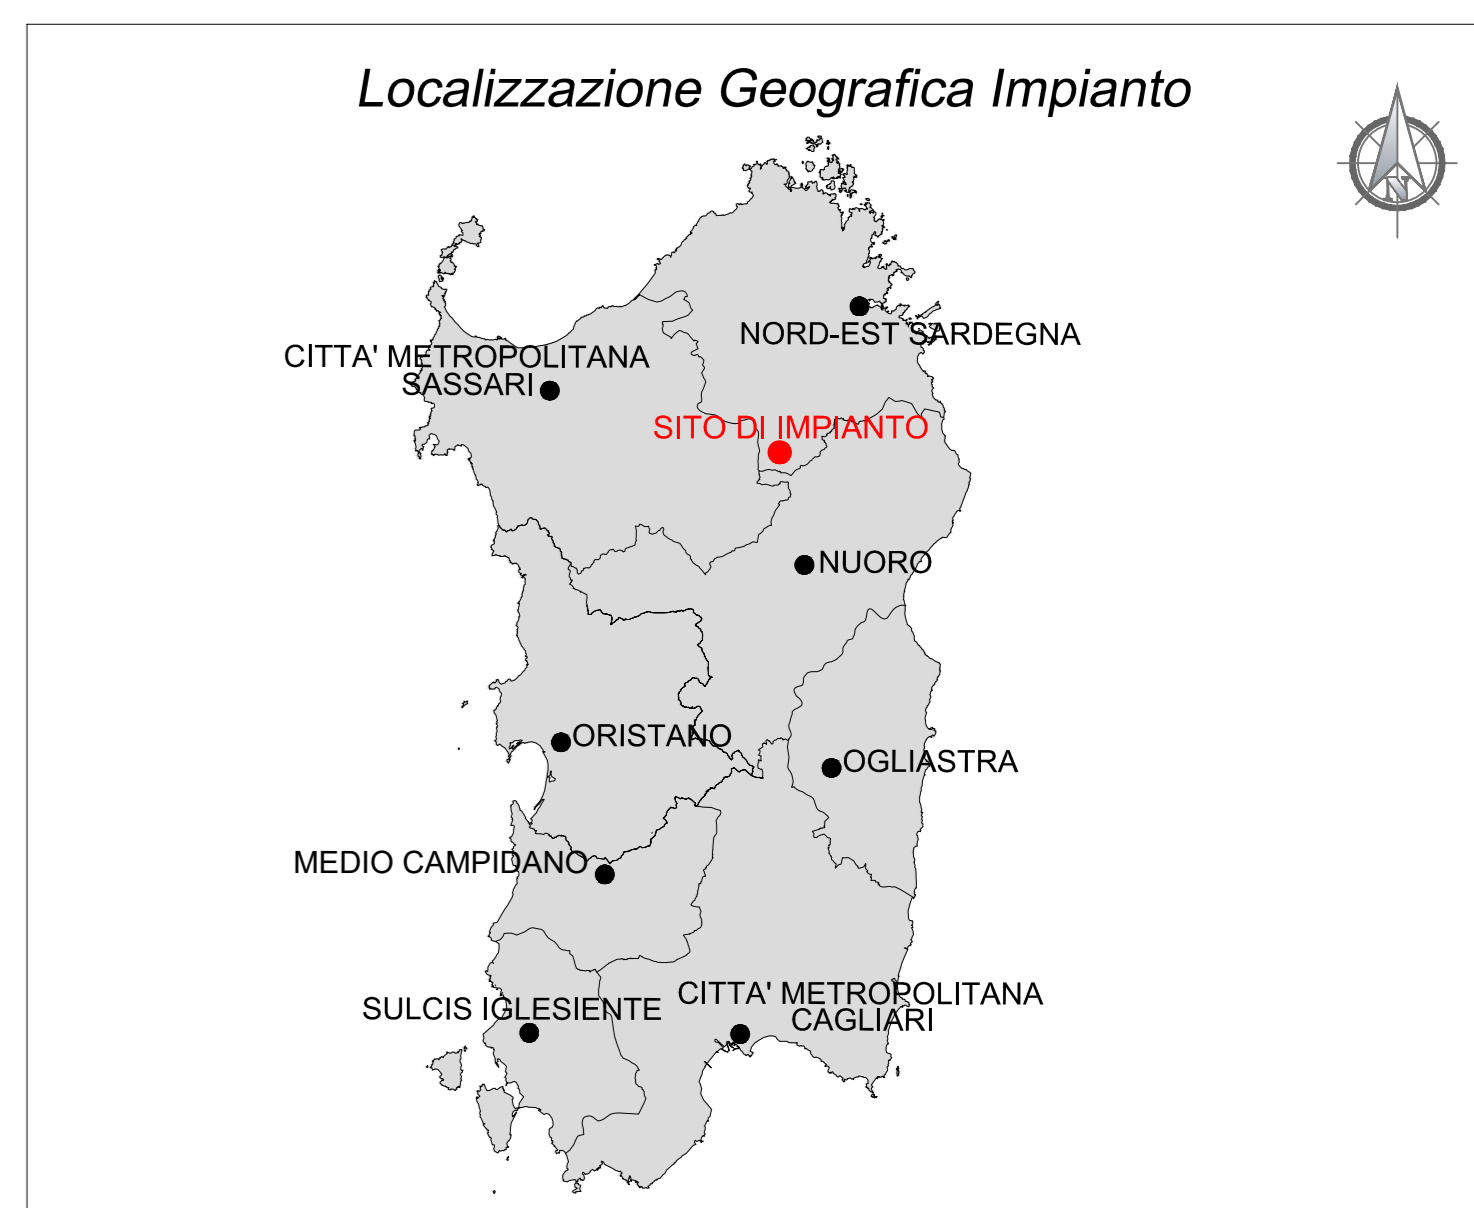 Localizzazione Geografica Impianto
N
NORD-EST SARDEGNA
CITTA' METROPOLITANA
SASSARI
SITO DI IMPIANTO
NUORO
ORISTANO
OGLIASTRA
MEDIO CAMPIDANO
CITTA' METROPOLITANA
CAGLIARI
SULCIS IGLESIENTE